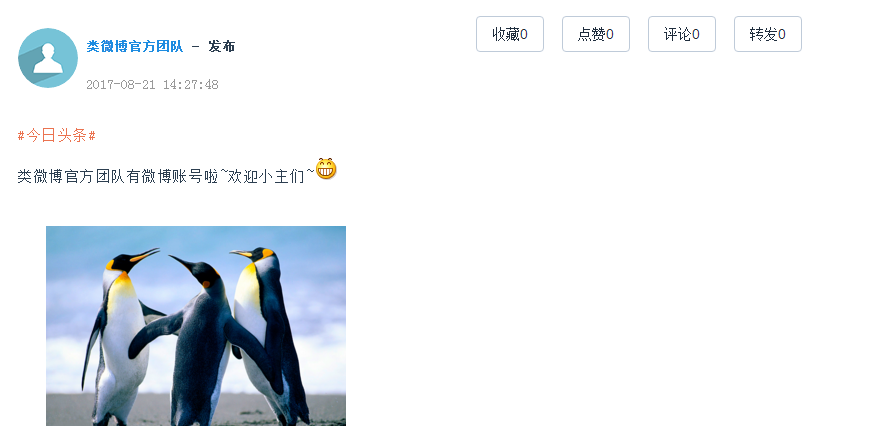 类微博官方团队 - 发布
收藏0
点赞0
评论0
转发0
2017-08-21 14:27:48
#今日头条#
类微博官方团队有微博账号啦~欢迎小主们~